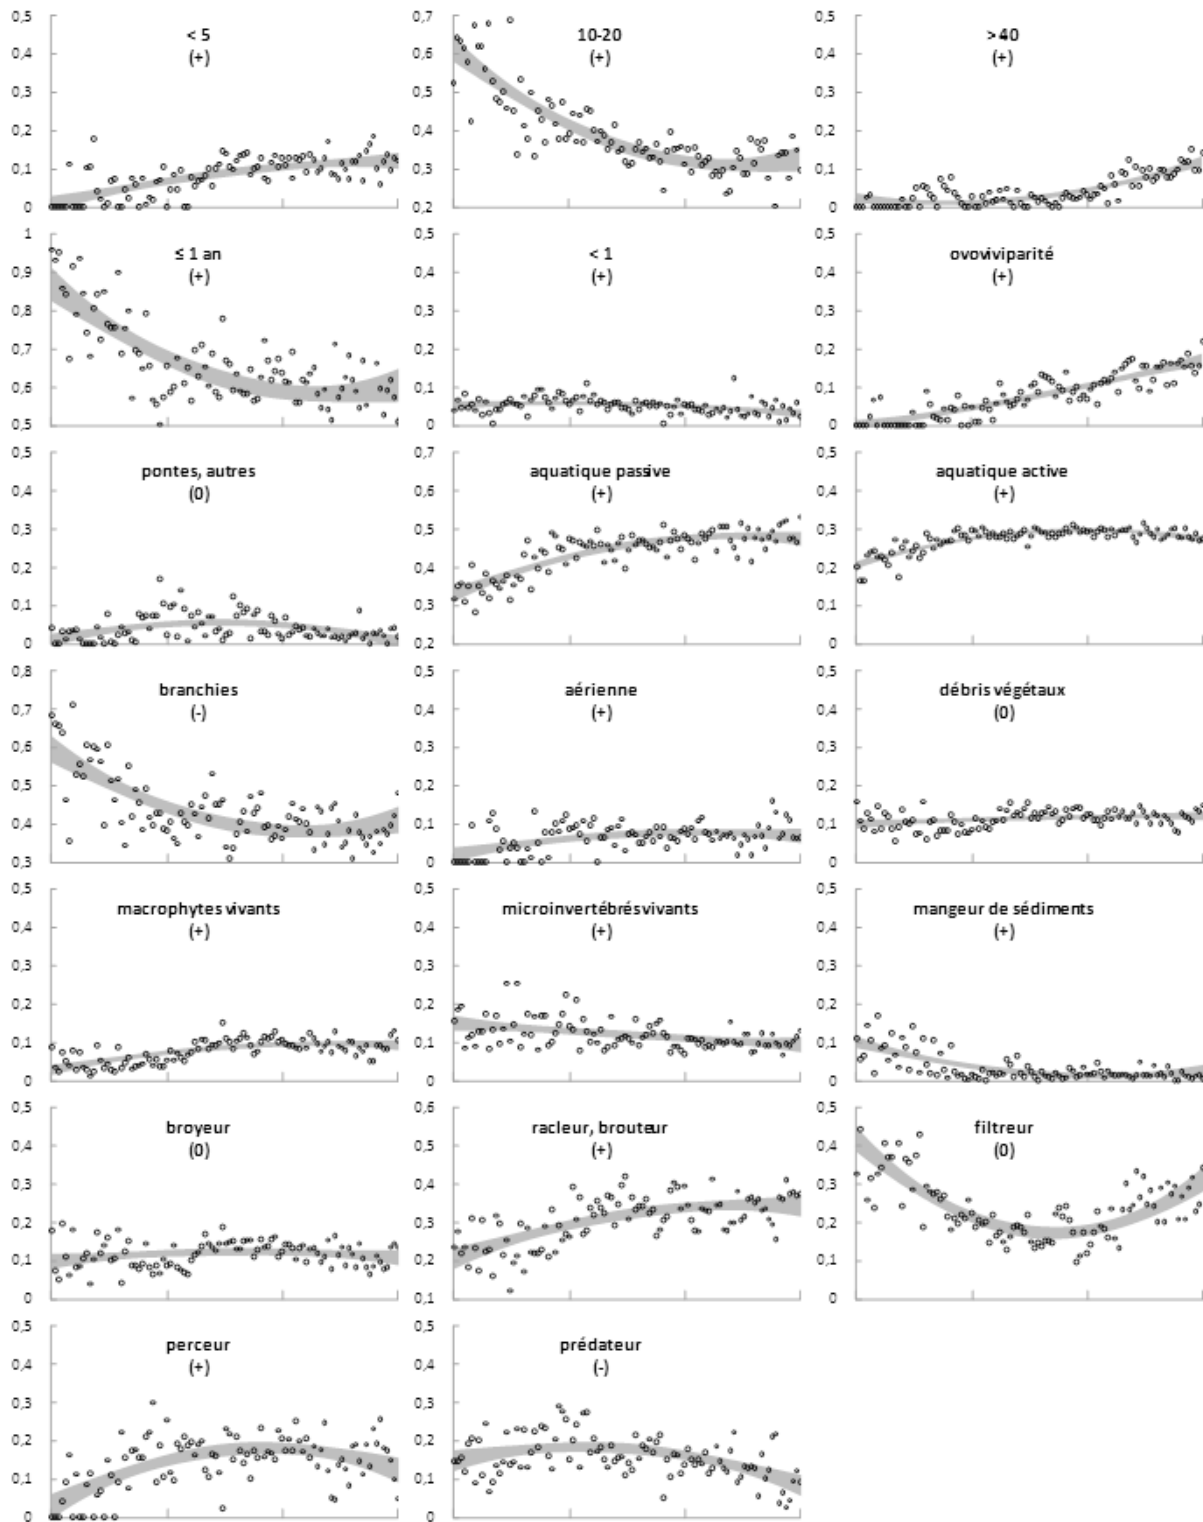 0,5 0,7 0,5
< 5 10-20 > 40
0,4 0,6 0,4
(+) (+) (+)
0,3 0,5 0,3
0,2 0,4 0,2
0,1 0,3 0,1
0 0,2 0
1 0,5 0,5
≤ 1 an < 1 ovoviviparité
0,9 0,4 0,4
(+) (+) (+)
0,8 0,3 0,3
0,7 0,2 0,2
0,6 0,1 0,1
0,5 0 0
0,5 0,7 0,5
pontes, autres aquatique passive aquatique active
0,4 0,6 0,4
(0) (+) (+)
0,3 0,5 0,3
0,2 0,4 0,2
0,1 0,3 0,1
0 0,2 0
0,8 0,5 0,5
branchies aérienne débris végétaux
0,7 0,4 0,4
(-) (+) (0)
0,6 0,3 0,3
0,5 0,2 0,2
0,4 0,1 0,1
0,3 0 0
0,5 0,5 0,5
macrophytes vivants microinvertébrés vivants mangeur de sédiments
0,4 0,4 0,4
(+) (+) (+)
0,3 0,3 0,3
0,2 0,2 0,2
0,1 0,1 0,1
0 0 0
0,5 0,6 0,5
broyeur racleur, brouteur filtreur
0,4 0,5 0,4
(0) (+) (0)
0,3 0,4 0,3
0,2 0,3 0,2
0,1 0,2 0,1
0 0,1 0
0,5 0,5
perceur prédateur
0,4 0,4
(+) (-)
0,3 0,3
0,2 0,2
0,1 0,1
0 0